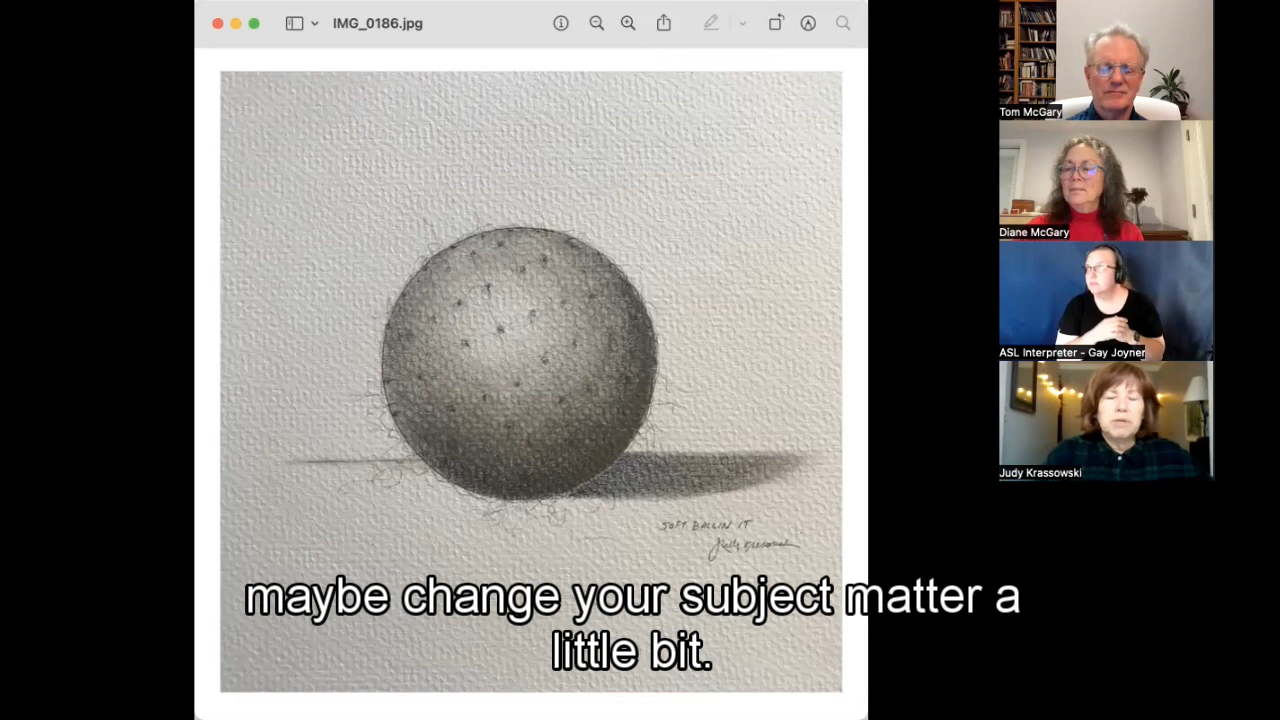 IMG_0186.jpg
Tom McGary
Diane McGary
ASL Interpreter - Gay Joyner
Judy Krassowski
SOFT BALLIN IT
maybe change your subject matter a
little bit.